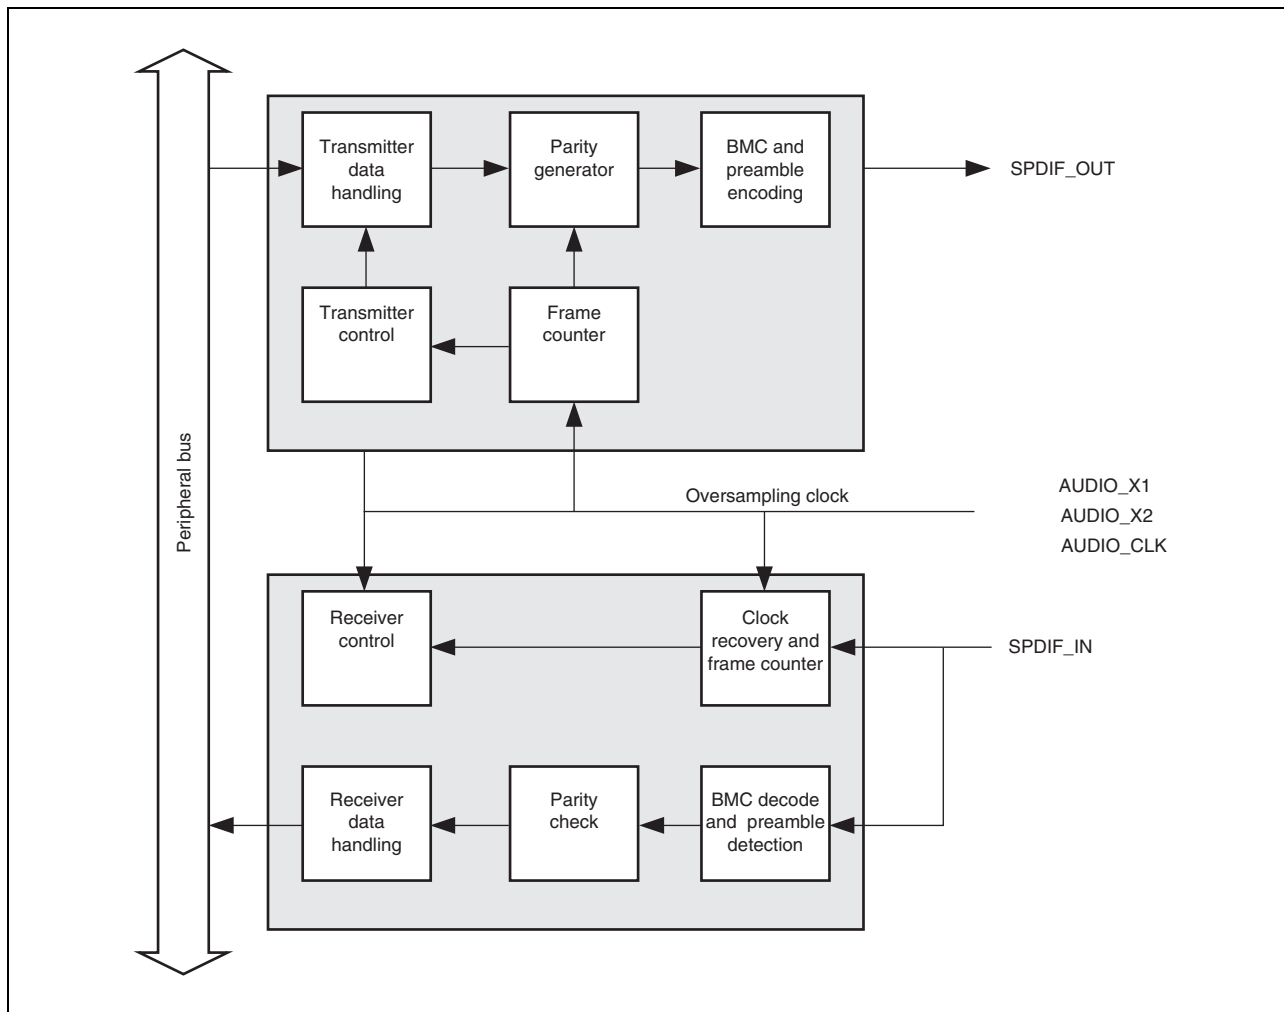 Transmitter
data
handling
Parity
generator
BMC and
preamble
encoding
SPDIF_OUT
Transmitter
control
Frame
counter
Peripheral bus
Oversampling clock
AUDIO_X1
AUDIO_X2
AUDIO_CLK
Receiver
control
Clock
recovery and
frame counter
SPDIF_IN
Receiver
data
handling
Parity
check
BMC decode
and preamble
detection